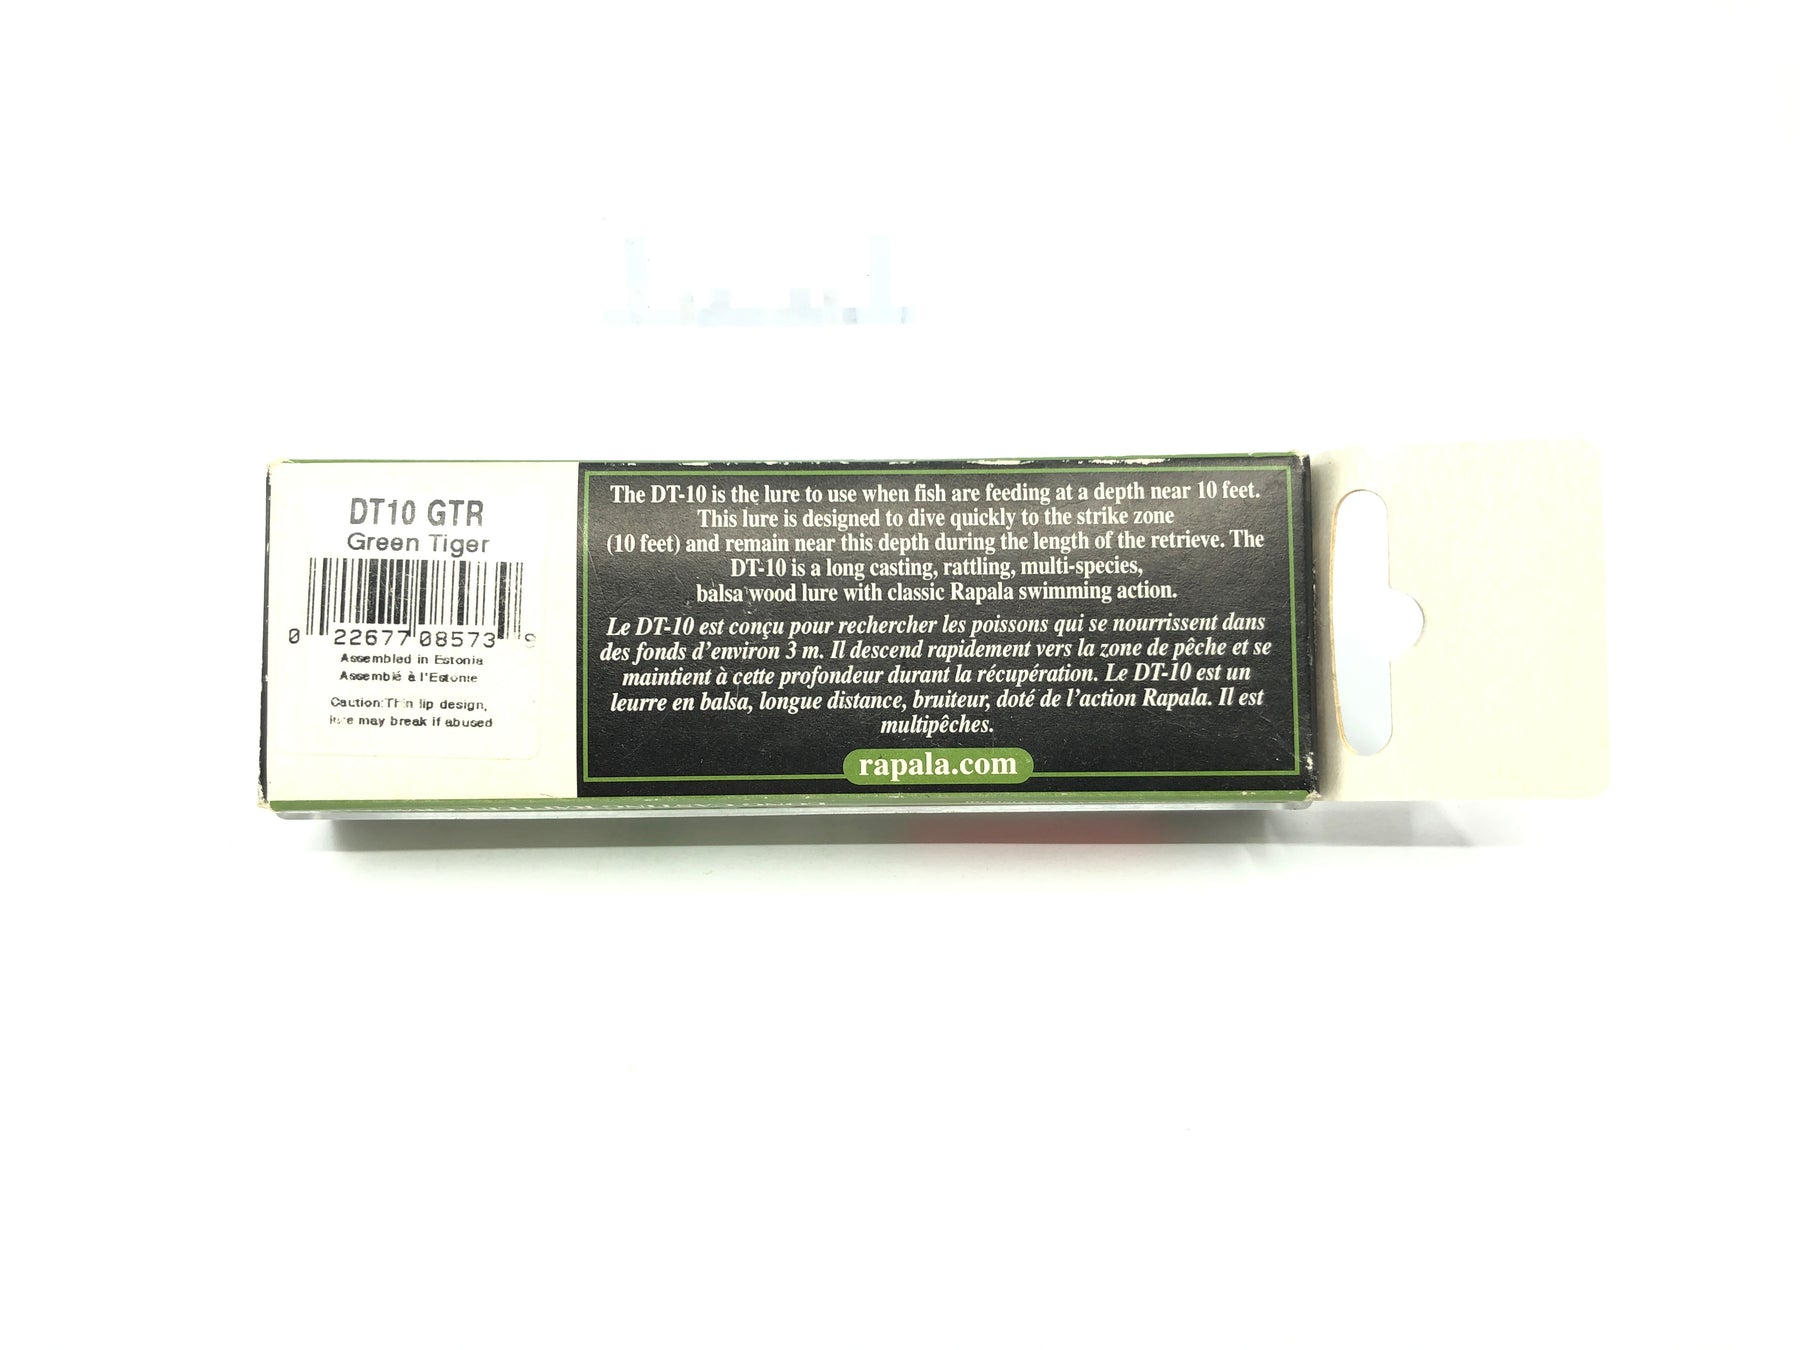 DT10 GTR
Green Tiger
0 22677 08573 9
Assembled in Estonia
Assemblé à l'Estonie
Caution: Thin lip design,
lure may break if abused
The DT-10 is the lure to use when fish are feeding at a depth near 10 feet.
This lure is designed to dive quickly to the strike zone
(10 feet) and remain near this depth during the length of the retrieve. The
DT-10 is a long casting, rattling, multi-species,
balsa wood lure with classic Rapala swimming action.
Le DT-10 est conçu pour rechercher les poissons qui se nourrissent dans
des fonds d'environ 3 m. Il descend rapidement vers la zone de pêche et se
maintient à cette profondeur durant la récupération. Le DT-10 est un
leurre en balsa, longue distance, bruiteur, doté de l'action Rapala. Il est
multipêches.
rapala.com